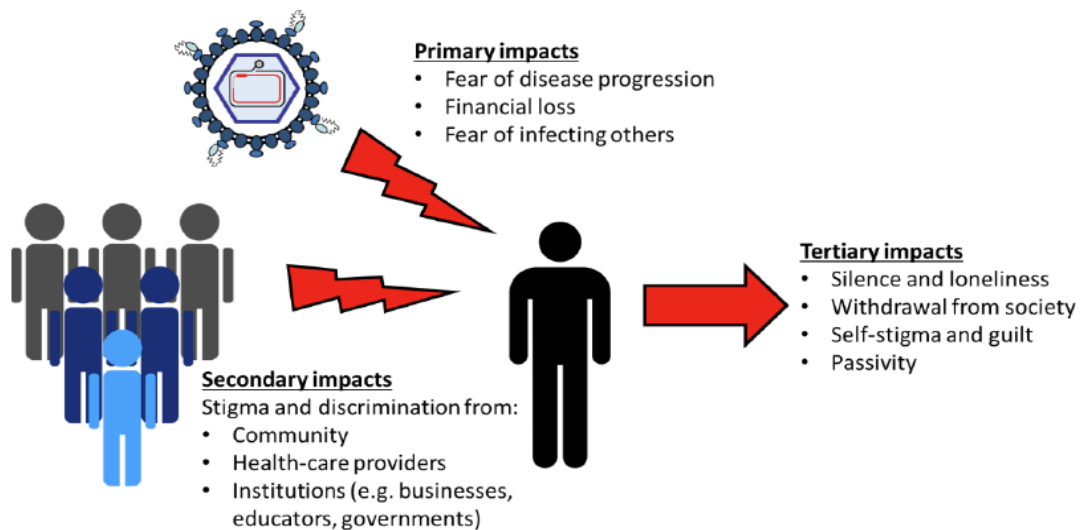 Primary impacts
• Fear of disease progression
• Financial loss
• Fear of infecting others
Secondary impacts
Stigma and discrimination from:
• Community
• Health-care providers
• Institutions (e.g. businesses,
educators, governments)
Tertiary impacts
• Silence and loneliness
• Withdrawal from society
• Self-stigma and guilt
• Passivity